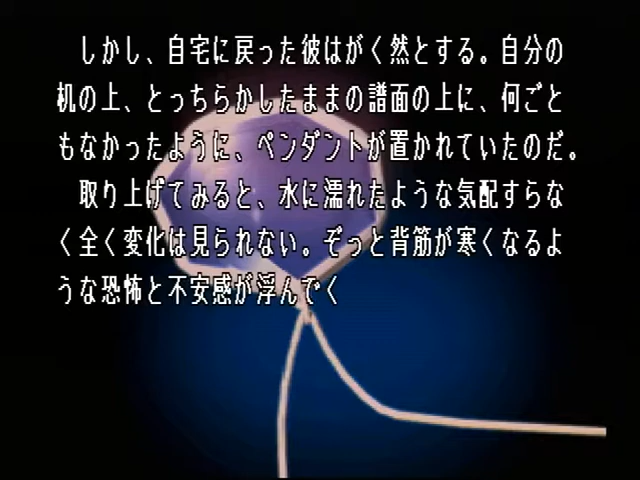 しかし、自宅に戻った彼はがく然とする。自分の
机の上、とっちらかしたままの譜面の上に、何ごと
もなかったように、ペンダントが置かれていたのだ。
取り上げてみると、水に濡れたような気配すらな
く全く変化は見られない。ぞっと背筋が寒くなるよ
うな恐怖と不安感が浮んでく